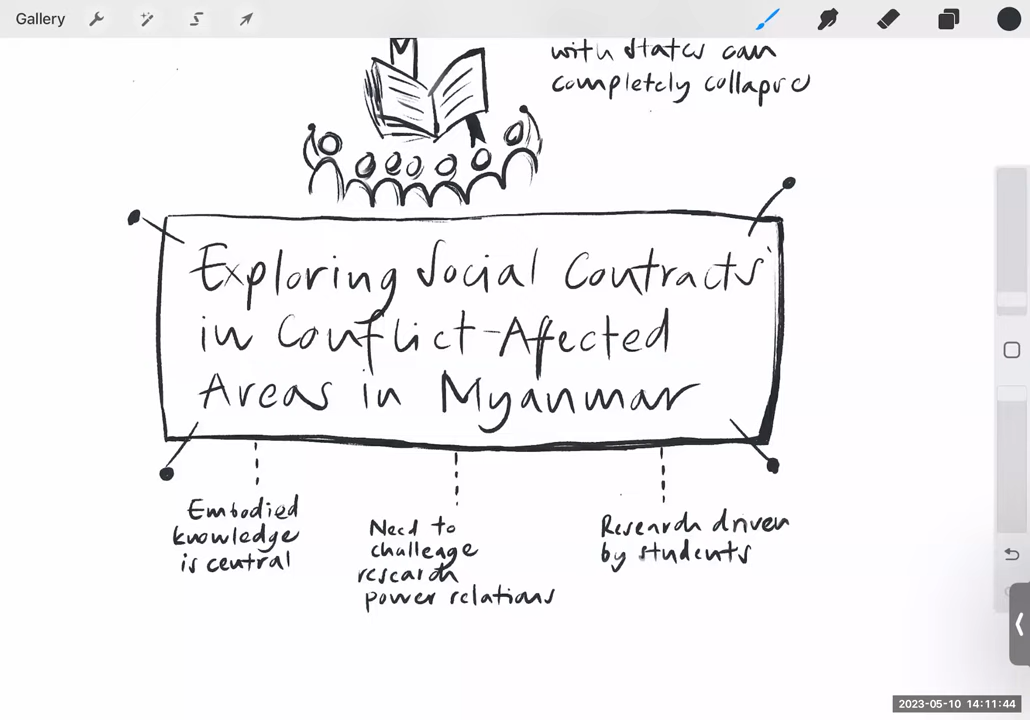 Gallery
with states can
completely collapse
Exploring Social Contracts
in Conflict-Affected
Areas in Myanmar
Embodied
knowledge
is central
Need to
challenge
research
power relations
Research driven
by students
2023-05-10 14:11:44